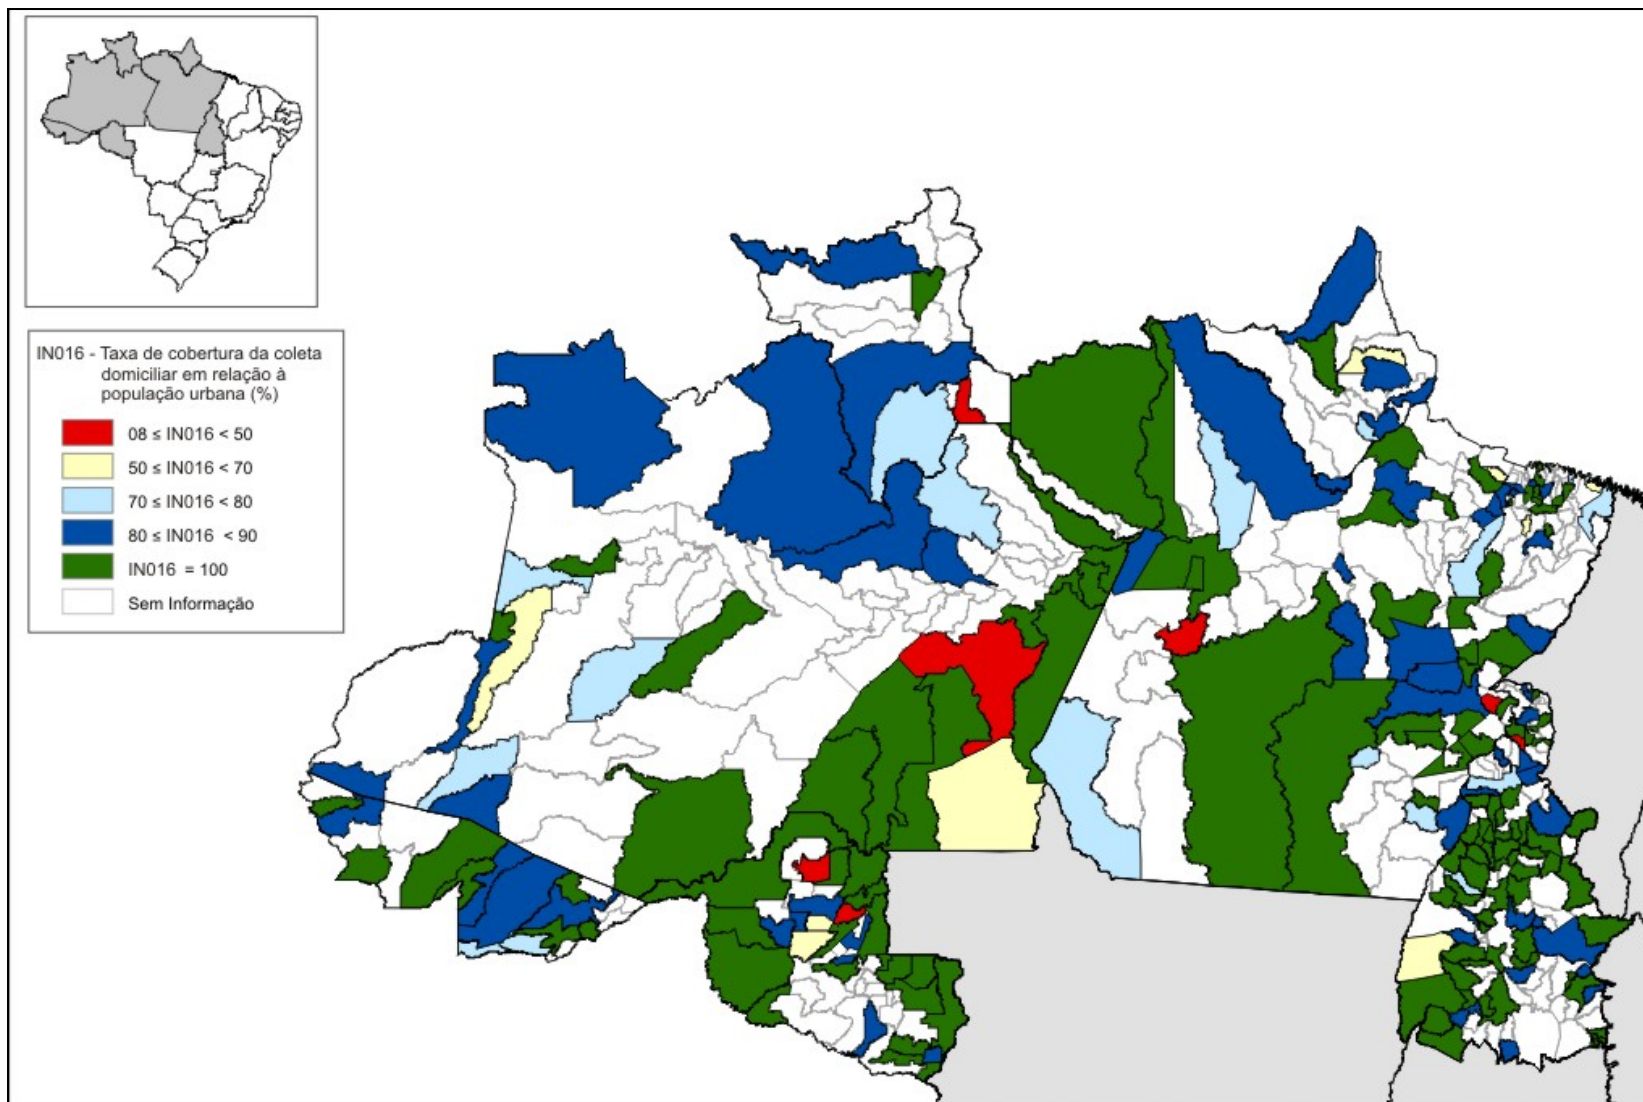 IN016 - Taxa de cobertura da coleta
domiciliar em relação à
população urbana (%)
08 ≤ IN016 < 50
50 ≤ IN016 < 70
70 ≤ IN016 < 80
80 ≤ IN016 < 90
IN016 = 100
Sem Informação